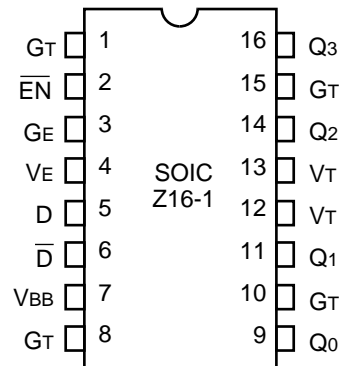 GT 1 16 Q3
EN 2 15 GT
GE 3 14 Q2
VE 4 13 VT
SOIC
Z16-1
D 5 12 VT
D 6 11 Q1
VBB 7 10 GT
GT 8 9 Q0